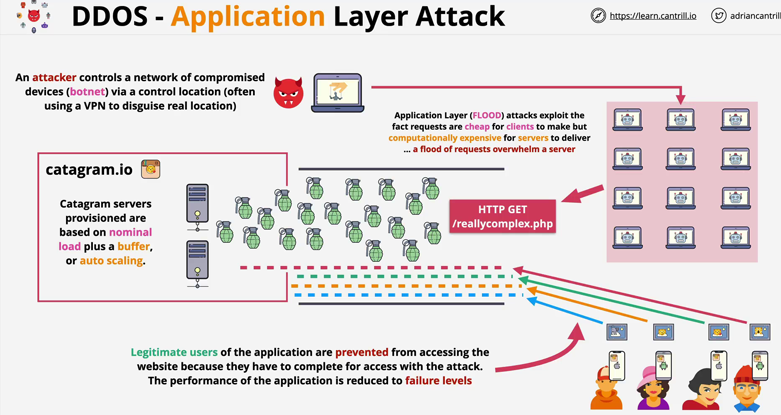 DDOS - Application Layer Attack
https://learn.cantrill.io
adriancantrill
An attacker controls a network of compromised
devices (botnet) via a control location (often
using a VPN to disguise real location)
Application Layer (FLOOD) attacks exploit the
fact requests are cheap for clients to make but
computationally expensive for servers to deliver
... a flood of requests overwhelm a server
catagram.io
Catagram servers
provisioned are
based on nominal
load plus a buffer,
or auto scaling.
HTTP GET
/reallycomplex.php
Legitimate users of the application are prevented from accessing the
website because they have to complete for access with the attack.
The performance of the application is reduced to failure levels